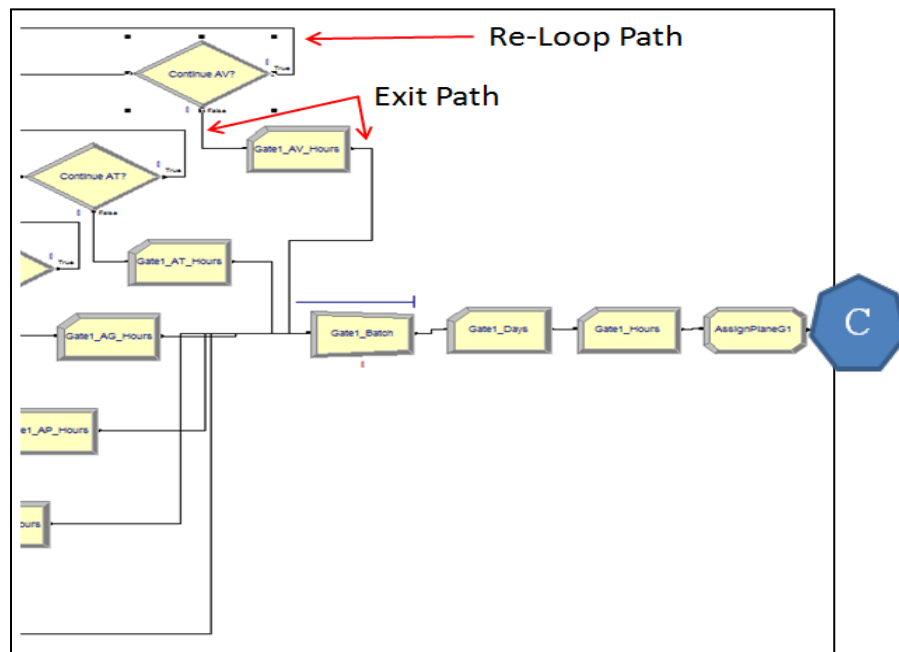 Re-Loop Path
Continue AV?
True
False
Exit Path
Gate1_AV_Hours
Continue AT?
True
False
Gate1_AT_Hours
True
Gate1_AG_Hours
Gate1_Batch
Gate1_Days
Gate1_Hours
AssignPlaneG1
C
e1_AP_Hours
ours